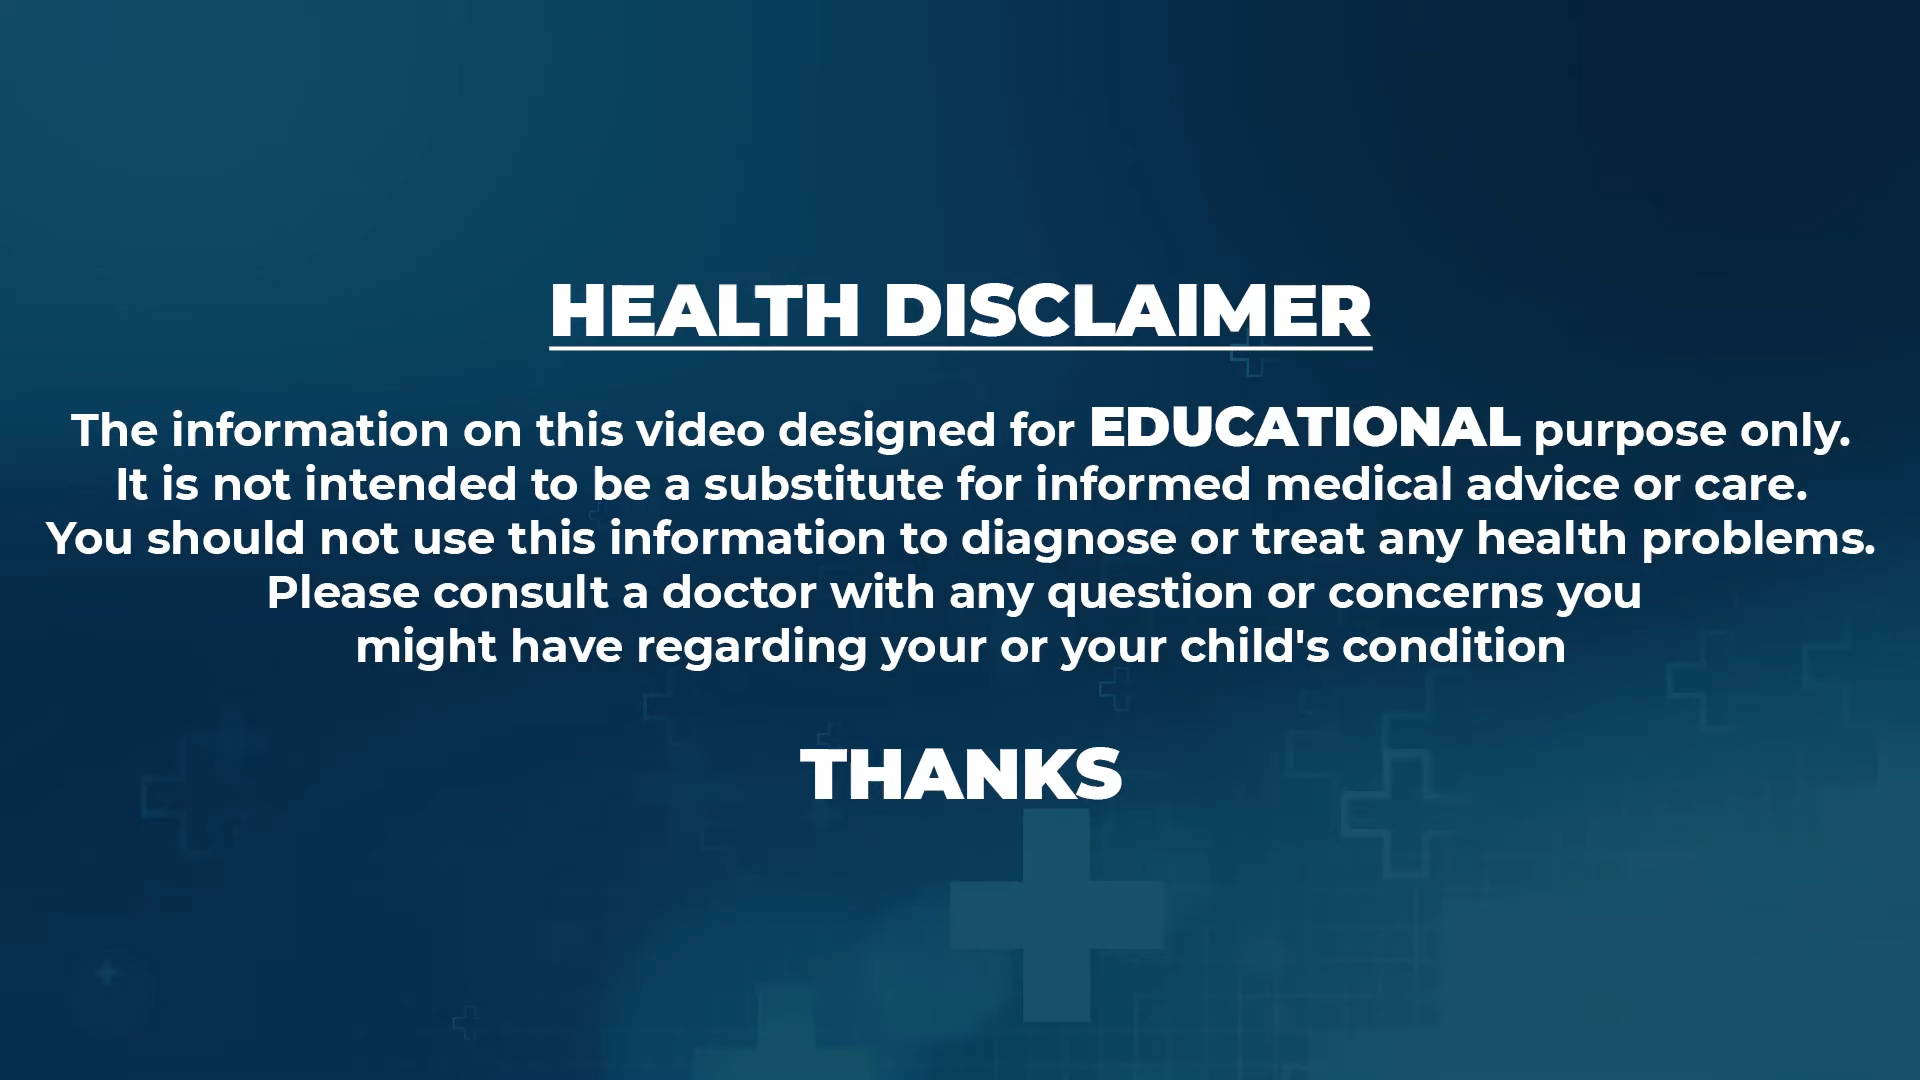 HEALTH DISCLAIMER
The information on this video designed for EDUCATIONAL purpose only.
It is not intended to be a substitute for informed medical advice or care.
You should not use this information to diagnose or treat any health problems.
Please consult a doctor with any question or concerns you
might have regarding your or your child's condition
THANKS